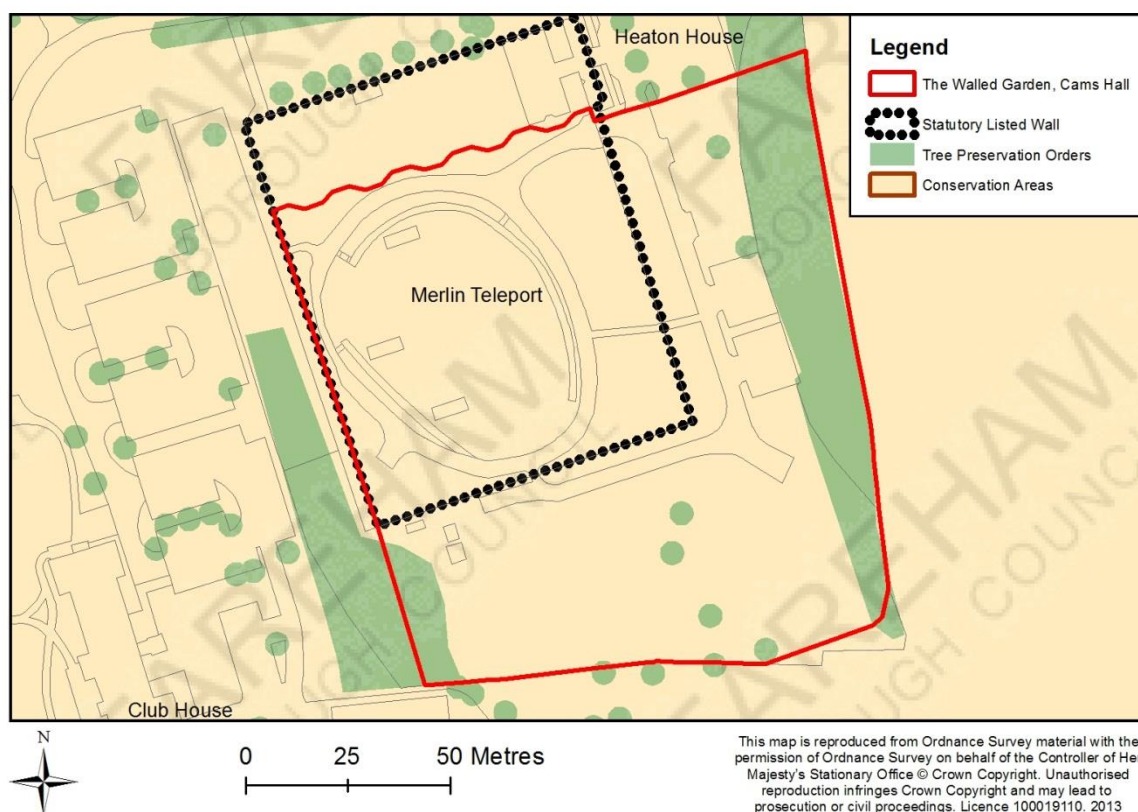 Heaton House
Merlin Teleport
Club House
Legend
The Walled Garden, Cams Hall
Statutory Listed Wall
Tree Preservation Orders
Conservation Areas
FAREHAM
BOROUGH COUNCIL
N
0 25 50 Metres
This map is reproduced from Ordnance Survey material with the
permission of Ordnance Survey on behalf of the Controller of Her
Majesty's Stationary Office © Crown Copyright. Unauthorised
reproduction infringes Crown Copyright and may lead to
prosecution or civil proceedings. Licence 100019110. 2013